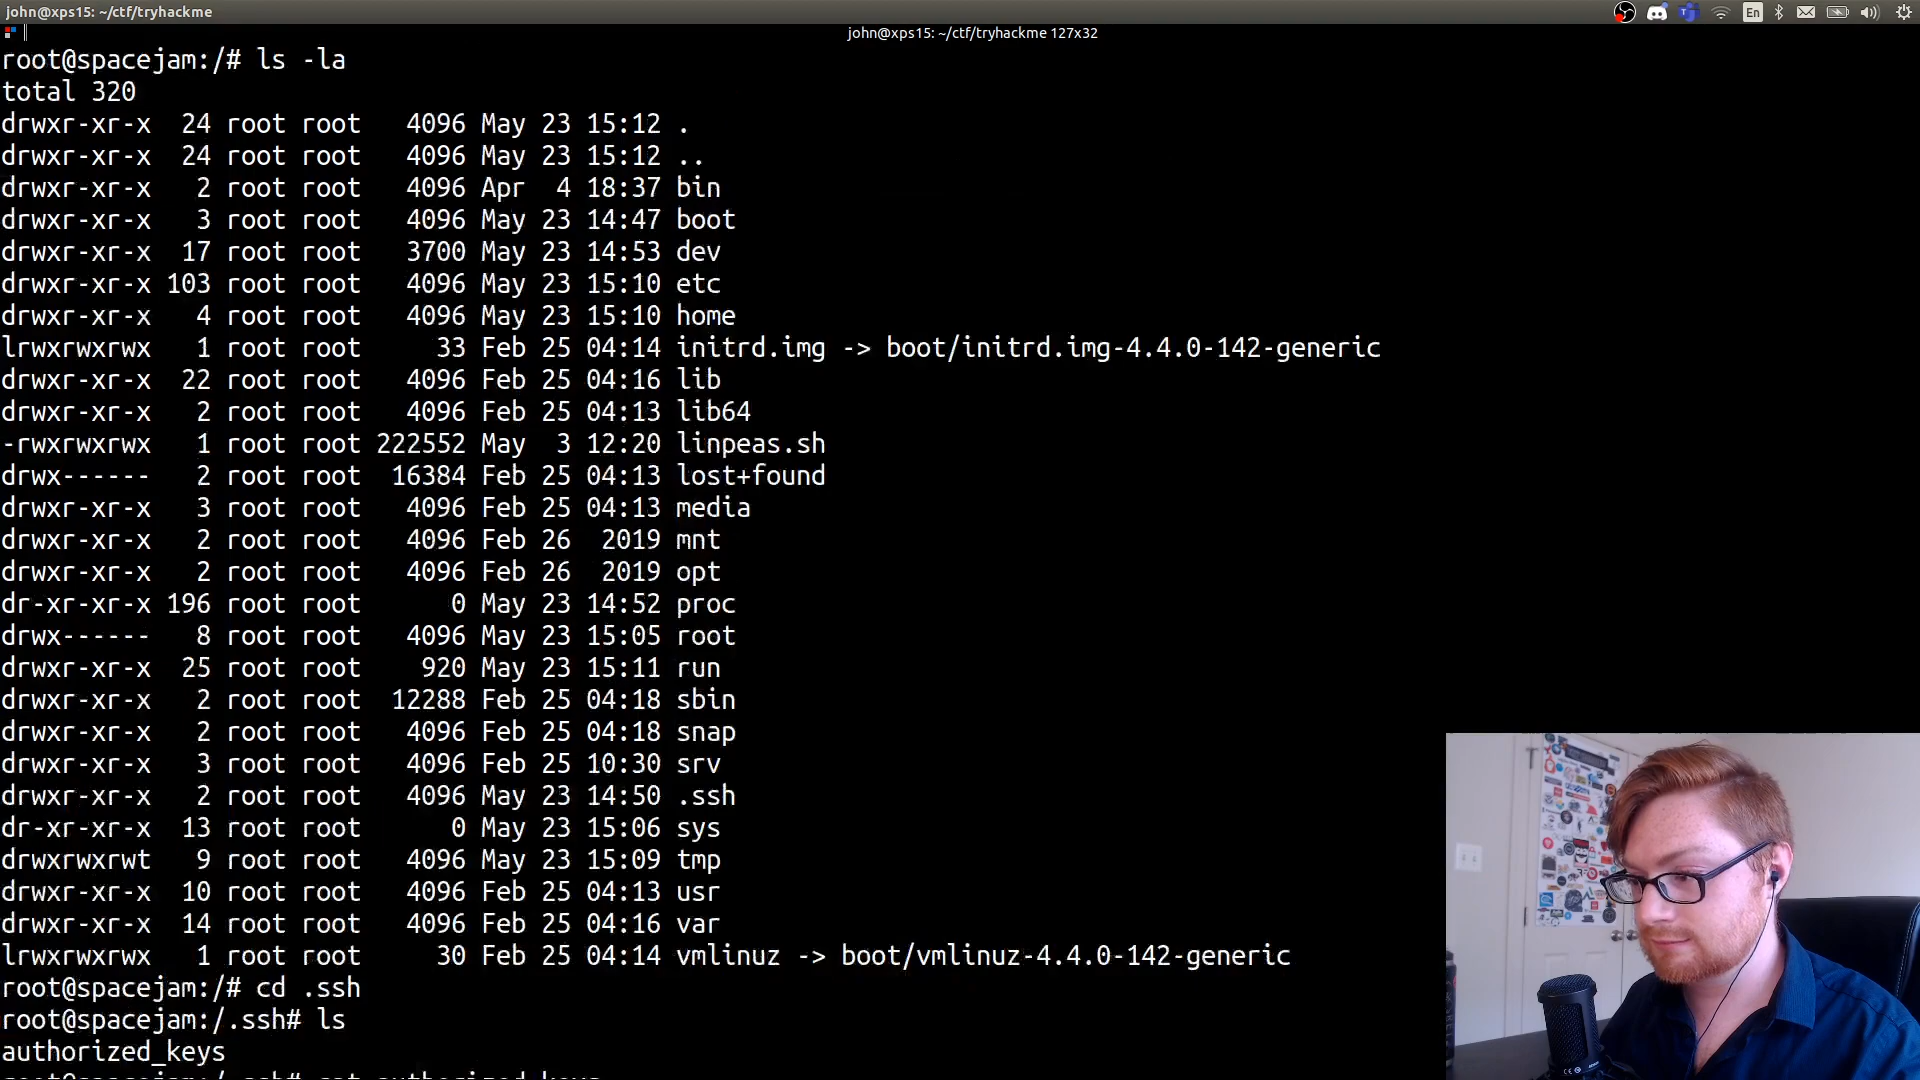 john@xps15: ~/ctf/tryhackme
En
john@xps15: ~/ctf/tryhackme 127x32
root@spacejam:/# ls -la
total 320
drwxr-xr-x  24 root root   4096 May 23 15:12 .
drwxr-xr-x  24 root root   4096 May 23 15:12 ..
drwxr-xr-x   2 root root   4096 Apr  4 18:37 bin
drwxr-xr-x   3 root root   4096 May 23 14:47 boot
drwxr-xr-x  17 root root   3700 May 23 14:53 dev
drwxr-xr-x 103 root root   4096 May 23 15:10 etc
drwxr-xr-x   4 root root   4096 May 23 15:10 home
lrwxrwxrwx   1 root root     33 Feb 25 04:14 initrd.img -> boot/initrd.img-4.4.0-142-generic
drwxr-xr-x  22 root root   4096 Feb 25 04:16 lib
drwxr-xr-x   2 root root   4096 Feb 25 04:13 lib64
-rwxrwxrwx   1 root root 222552 May  3 12:20 linpeas.sh
drwx------   2 root root  16384 Feb 25 04:13 lost+found
drwxr-xr-x   3 root root   4096 Feb 25 04:13 media
drwxr-xr-x   2 root root   4096 Feb 26  2019 mnt
drwxr-xr-x   2 root root   4096 Feb 26  2019 opt
dr-xr-xr-x 196 root root      0 May 23 14:52 proc
drwx------   8 root root   4096 May 23 15:05 root
drwxr-xr-x  25 root root    920 May 23 15:11 run
drwxr-xr-x   2 root root  12288 Feb 25 04:18 sbin
drwxr-xr-x   2 root root   4096 Feb 25 04:18 snap
drwxr-xr-x   3 root root   4096 Feb 25 10:30 srv
drwxr-xr-x   2 root root   4096 May 23 14:50 .ssh
dr-xr-xr-x  13 root root      0 May 23 15:06 sys
drwxrwxrwt   9 root root   4096 May 23 15:09 tmp
drwxr-xr-x  10 root root   4096 Feb 25 04:13 usr
drwxr-xr-x  14 root root   4096 Feb 25 04:16 var
lrwxrwxrwx   1 root root     30 Feb 25 04:14 vmlinuz -> boot/vmlinuz-4.4.0-142-generic
root@spacejam:/# cd .ssh
root@spacejam:/.ssh# ls
authorized_keys
root@spacejam:/.ssh# cat authorized_keys